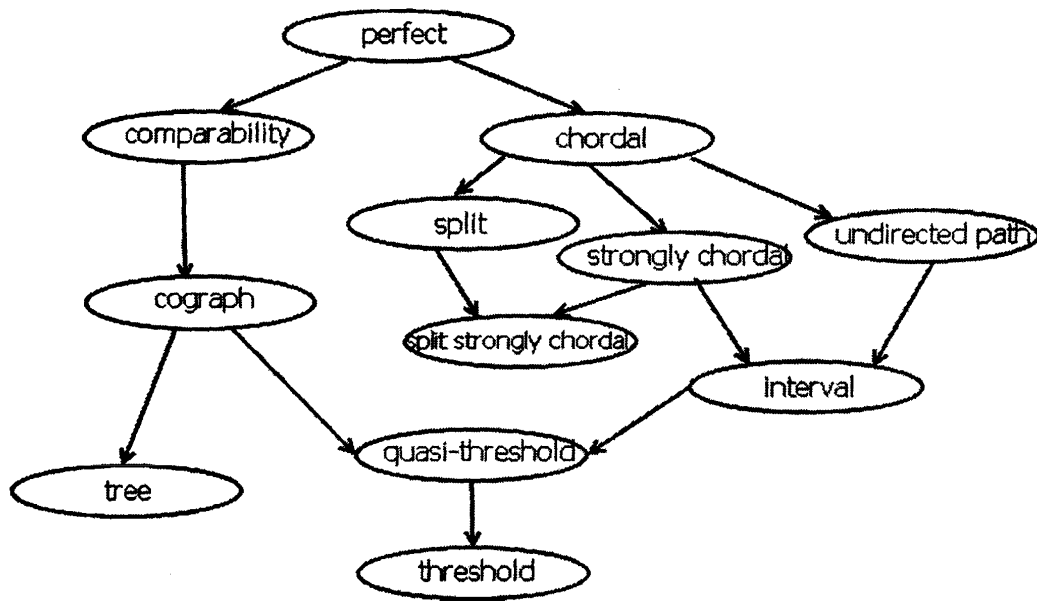 perfect
comparability
chordal
split
strongly chordal
undirected path
cograph
split strongly chordal
interval
quasi-threshold
tree
threshold